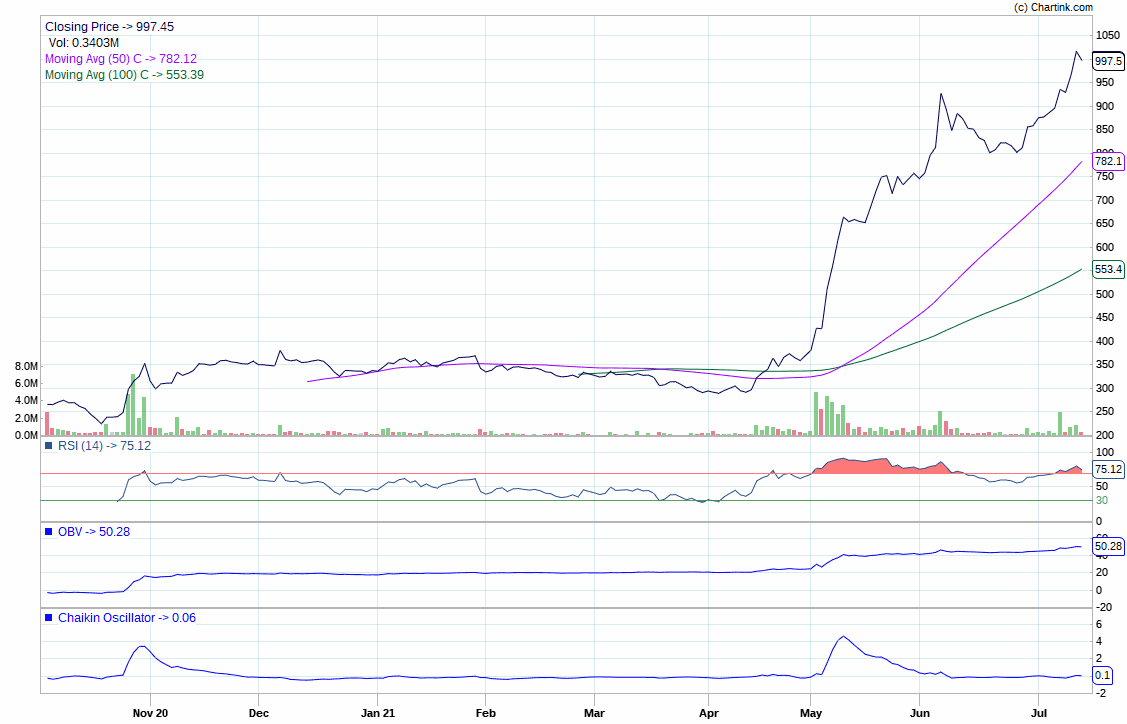 (c) Chartink.com
Closing Price -> 997.45
Vol: 0.3403M
Moving Avg (50) C -> 782.12
Moving Avg (100) C -> 553.39
1050
997.5
950
900
850
800
782.1
750
700
650
600
553.4
500
450
400
8.0M 350
6.0M 300
4.0M
2.0M 250
0.0M 200
RSI (14) -> 75.12
100
75.12
50
30
0
OBV -> 50.28
60
50.28
40
20
0
-20
Chaikin Oscillator -> 0.06
6
4
2
0.1
-2
Nov 20 Dec Jan 21 Feb Mar Apr May Jun Jul